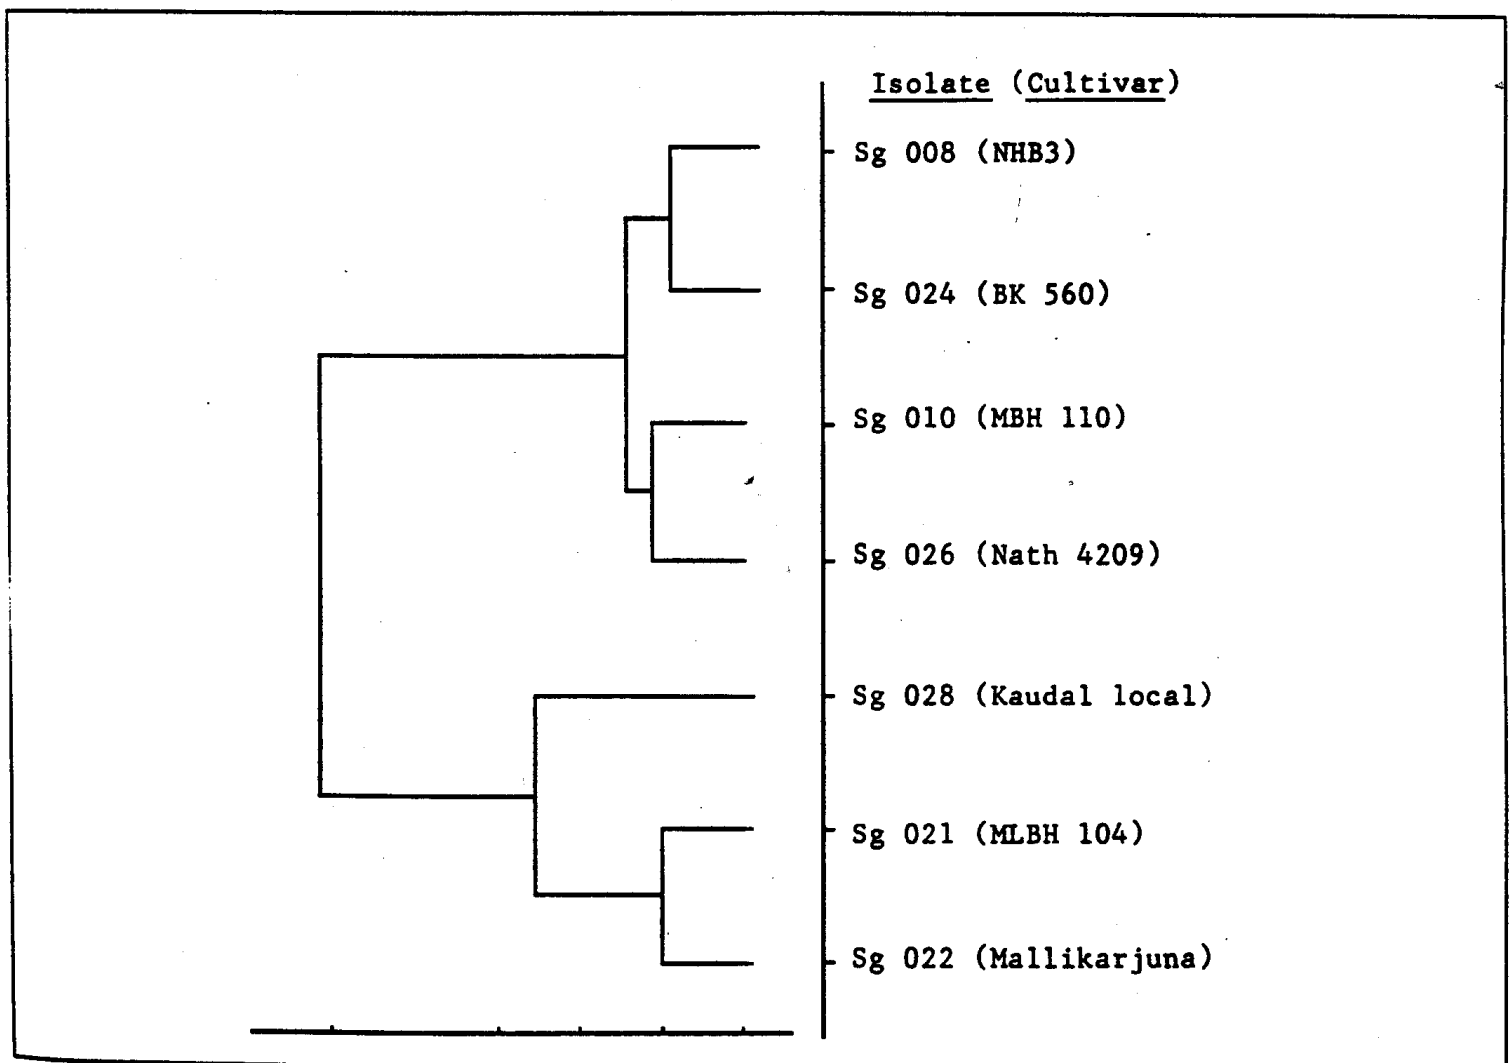 Isolate (Cultivar)
Sg 008 (NHB3)
Sg 024 (BK 560)
Sg 010 (MBH 110)
Sg 026 (Nath 4209)
Sg 028 (Kaudal local)
Sg 021 (MLBH 104)
Sg 022 (Mallikarjuna)